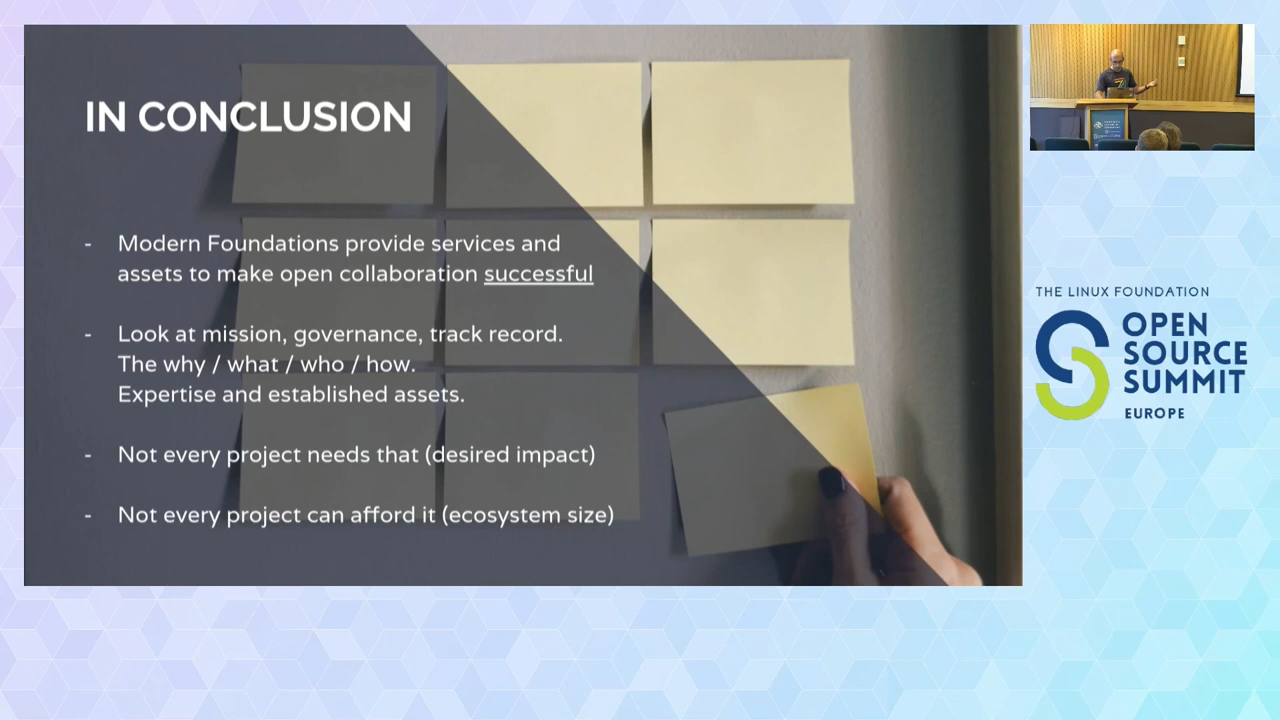 IN CONCLUSION
- Modern Foundations provide services and
assets to make open collaboration successful
- Look at mission, governance, track record.
The why / what / who / how.
Expertise and established assets.
- Not every project needs that (desired impact)
- Not every project can afford it (ecosystem size)
THE LINUX FOUNDATION
OPEN
SOURCE
SUMMIT
EUROPE